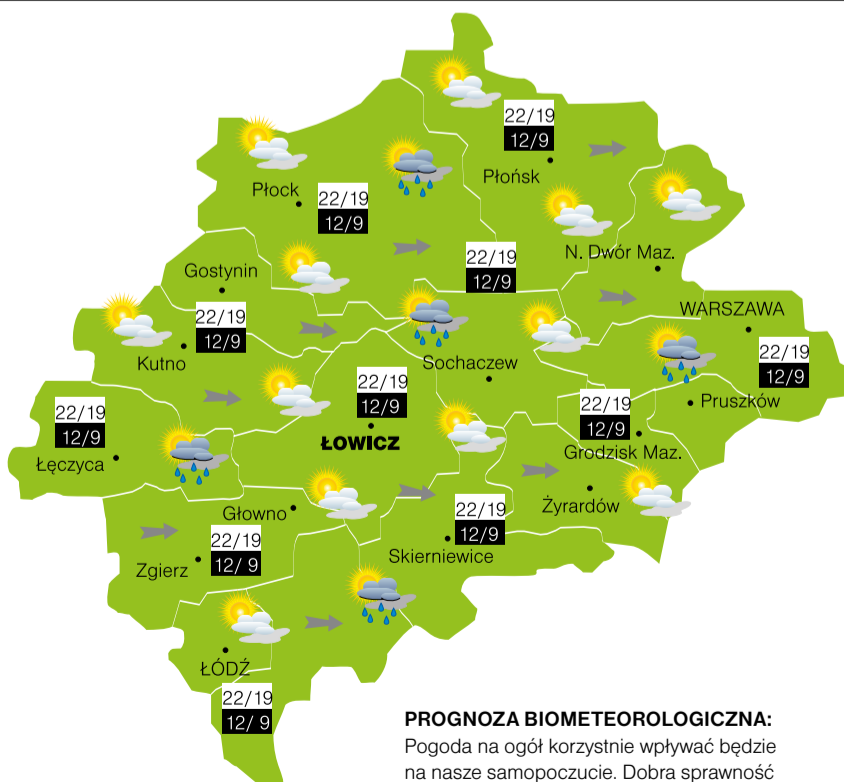 22/19
12/9
Płońsk
Płock
22/19
12/9
N. Dwór Maz.
22/19
12/9
Gostynin
WARSZAWA
22/19
12/9
Kutno
Sochaczew
22/19
12/9
22/19
12/9
ŁOWICZ
Pruszków
22/19
12/9
22/19
12/9
Grodzisk Maz.
Łęczyca
Żyrardów
Głowno
22/19
12/9
Skierniewice
22/19
12/ 9
Zgierz
ŁÓDŹ
22/19
12/ 9
PROGNOZA BIOMETEOROLOGICZNA:
Pogoda na ogół korzystnie wpływać będzie
na nasze samopoczucie. Dobra sprawność